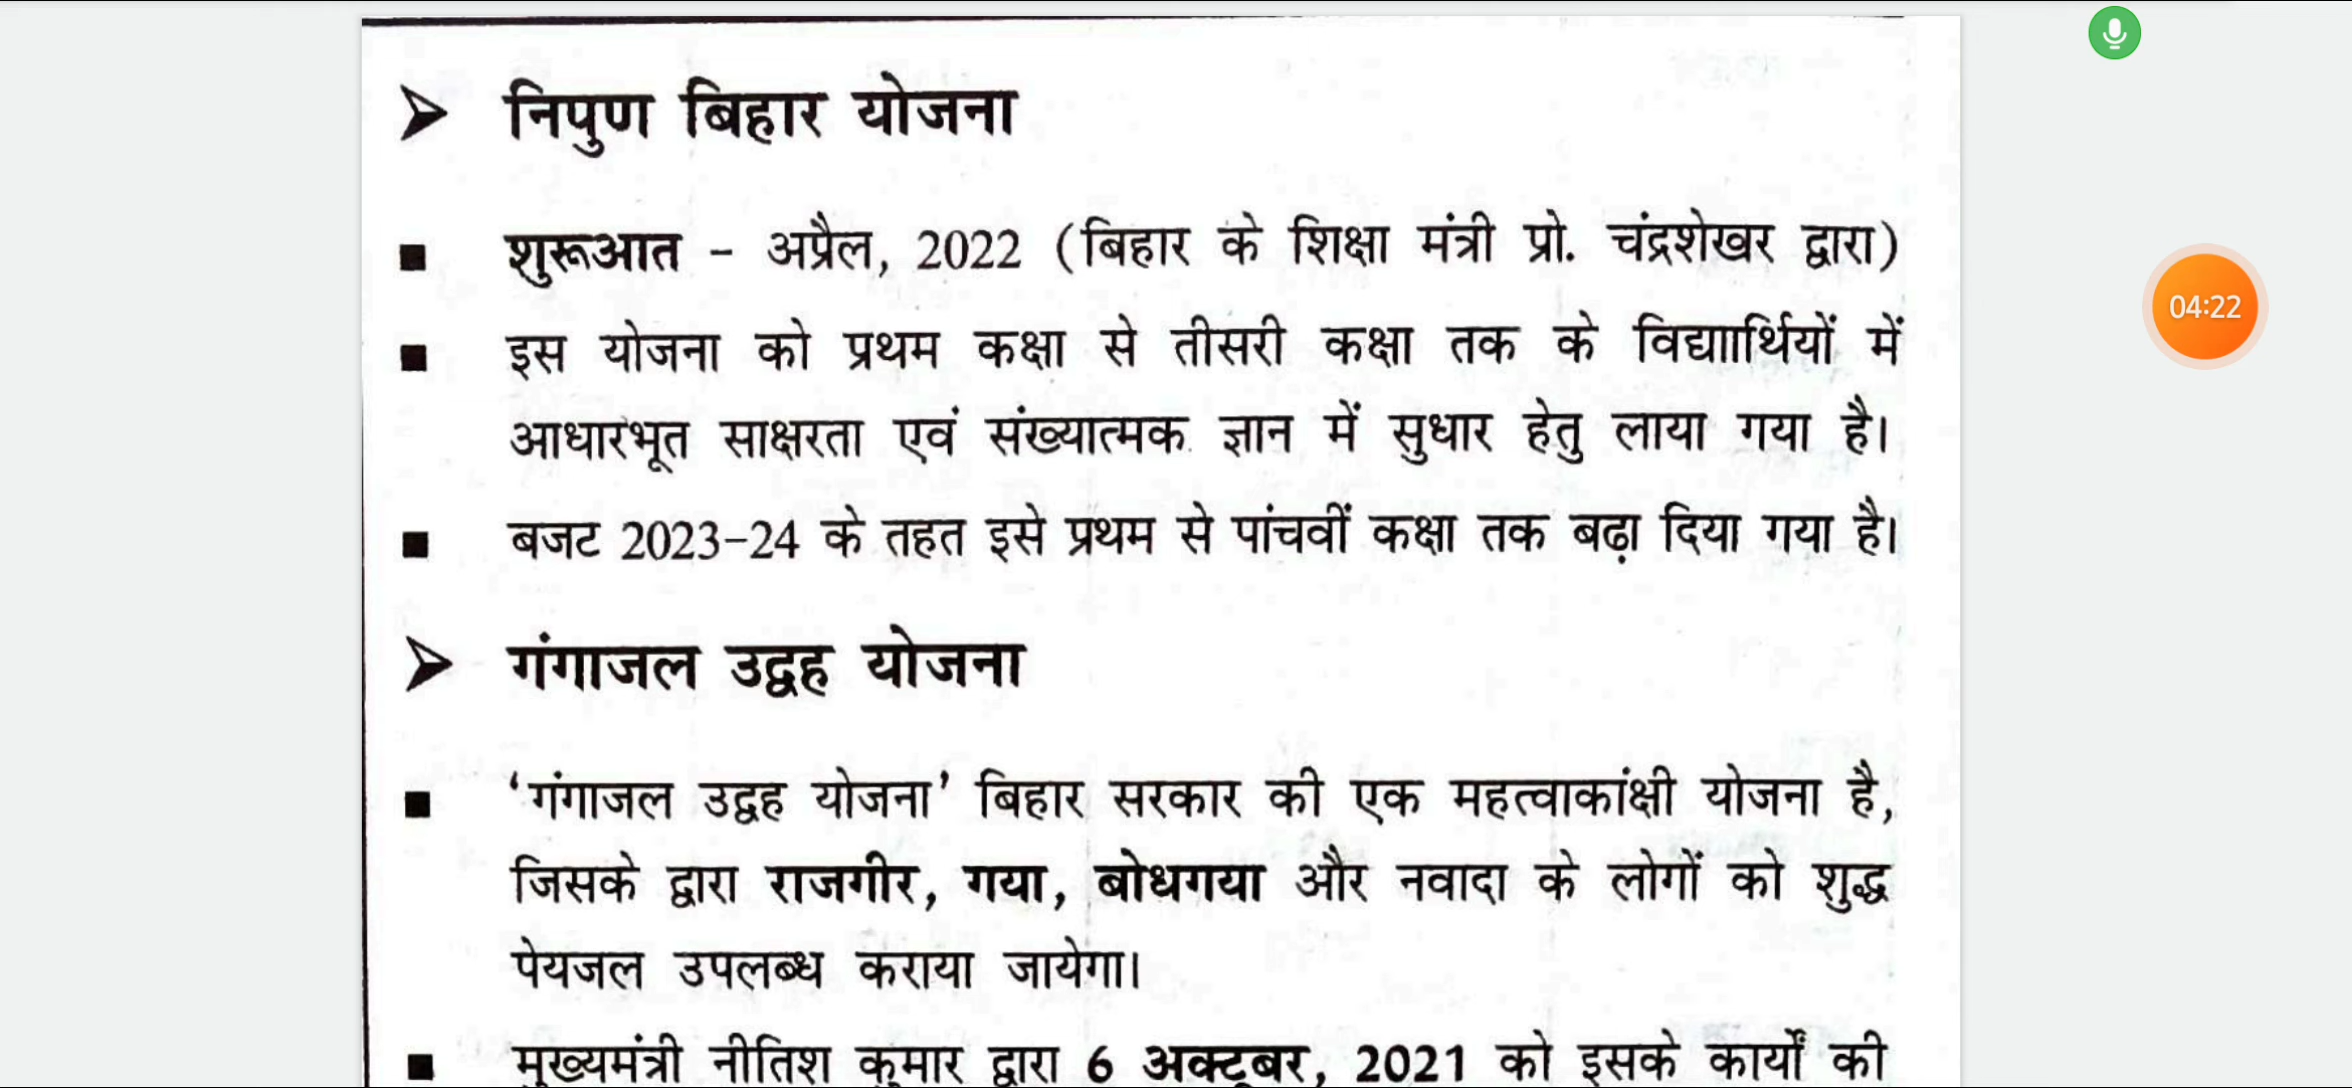 ➤ निपुण बिहार योजना
■ शुरूआत – अप्रैल, 2022 (बिहार के शिक्षा मंत्री प्रो. चंद्रशेखर द्वारा)
■ इस योजना को प्रथम कक्षा से तीसरी कक्षा तक के विद्याार्थियों में
आधारभूत साक्षरता एवं संख्यात्मक ज्ञान में सुधार हेतु लाया गया है।
■ बजट 2023-24 के तहत इसे प्रथम से पांचवीं कक्षा तक बढ़ा दिया गया है।
➤ गंगाजल उद्वह योजना
■ ‘गंगाजल उद्वह योजना’ बिहार सरकार की एक महत्वाकांक्षी योजना है,
जिसके द्वारा राजगीर, गया, बोधगया और नवादा के लोगों को शुद्ध
पेयजल उपलब्ध कराया जायेगा।
■ मुख्यमंत्री नीतिश कुमार द्वारा 6 अक्टूबर, 2021 को इसके कार्यों की
04:22